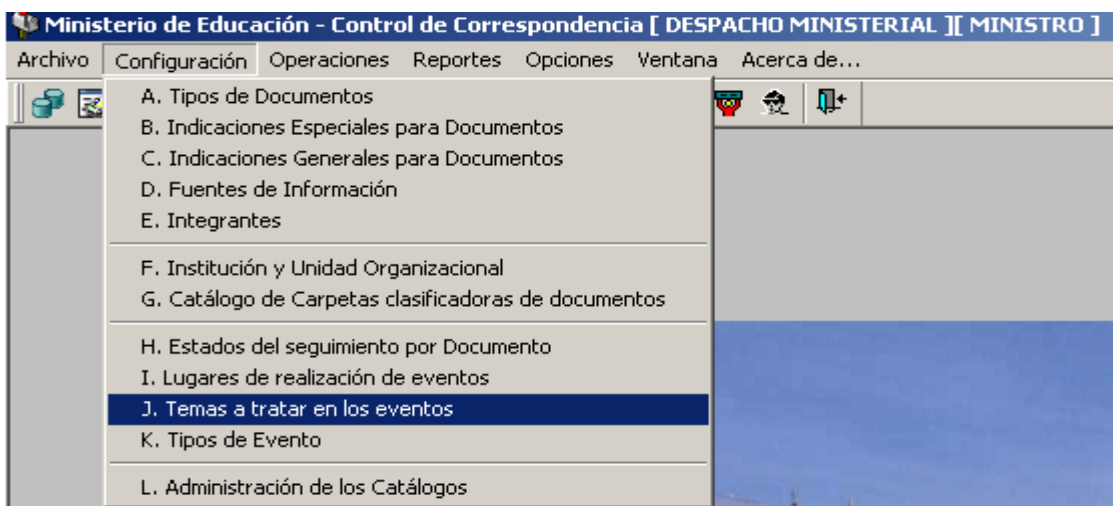 Ministerio de Educación - Control de Correspondencia [ DESPACHO MINISTERIAL ][ MINISTRO ]
Archivo Configuración Operaciones Reportes Opciones Ventana Acerca de...
A. Tipos de Documentos
B. Indicaciones Especiales para Documentos
C. Indicaciones Generales para Documentos
D. Fuentes de Información
E. Integrantes
F. Institución y Unidad Organizacional
G. Catálogo de Carpetas clasificadoras de documentos
H. Estados del seguimiento por Documento
I. Lugares de realización de eventos
J. Temas a tratar en los eventos
K. Tipos de Evento
L. Administración de los Catálogos